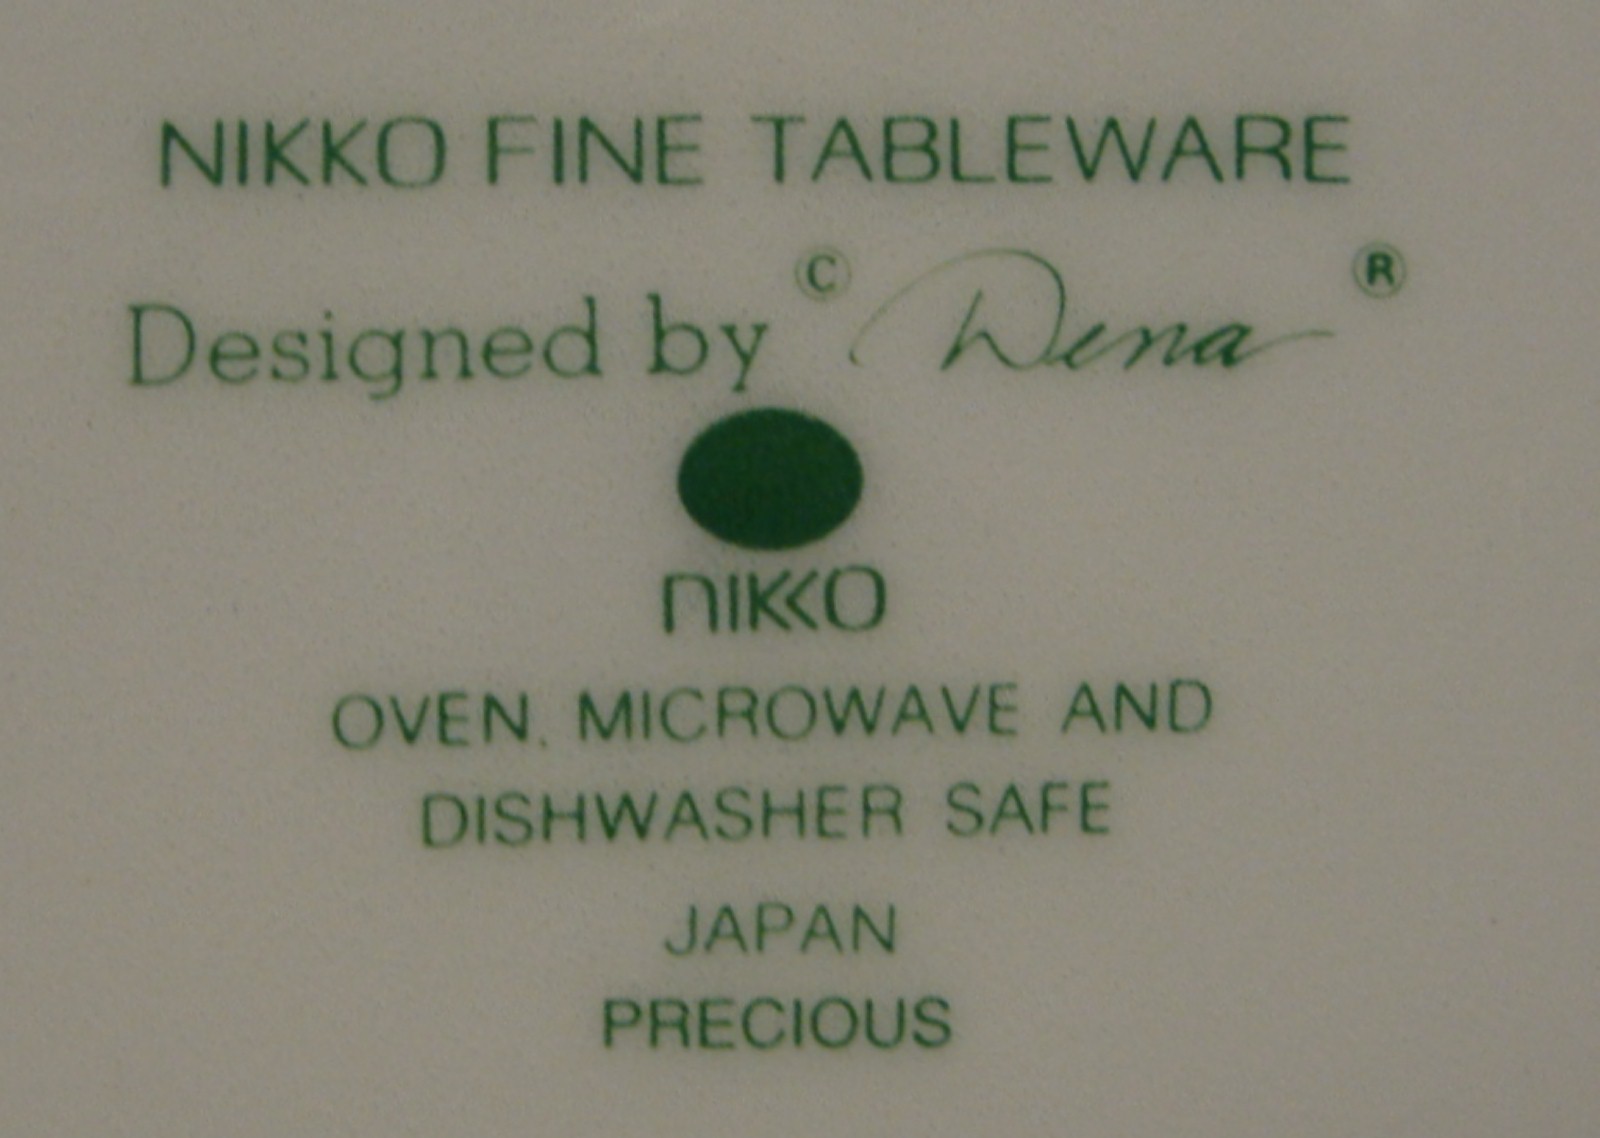 NIKKO FINE TABLEWARE
Designed by © Dena ®
NIKKO
OVEN, MICROWAVE AND
DISHWASHER SAFE
JAPAN
PRECIOUS